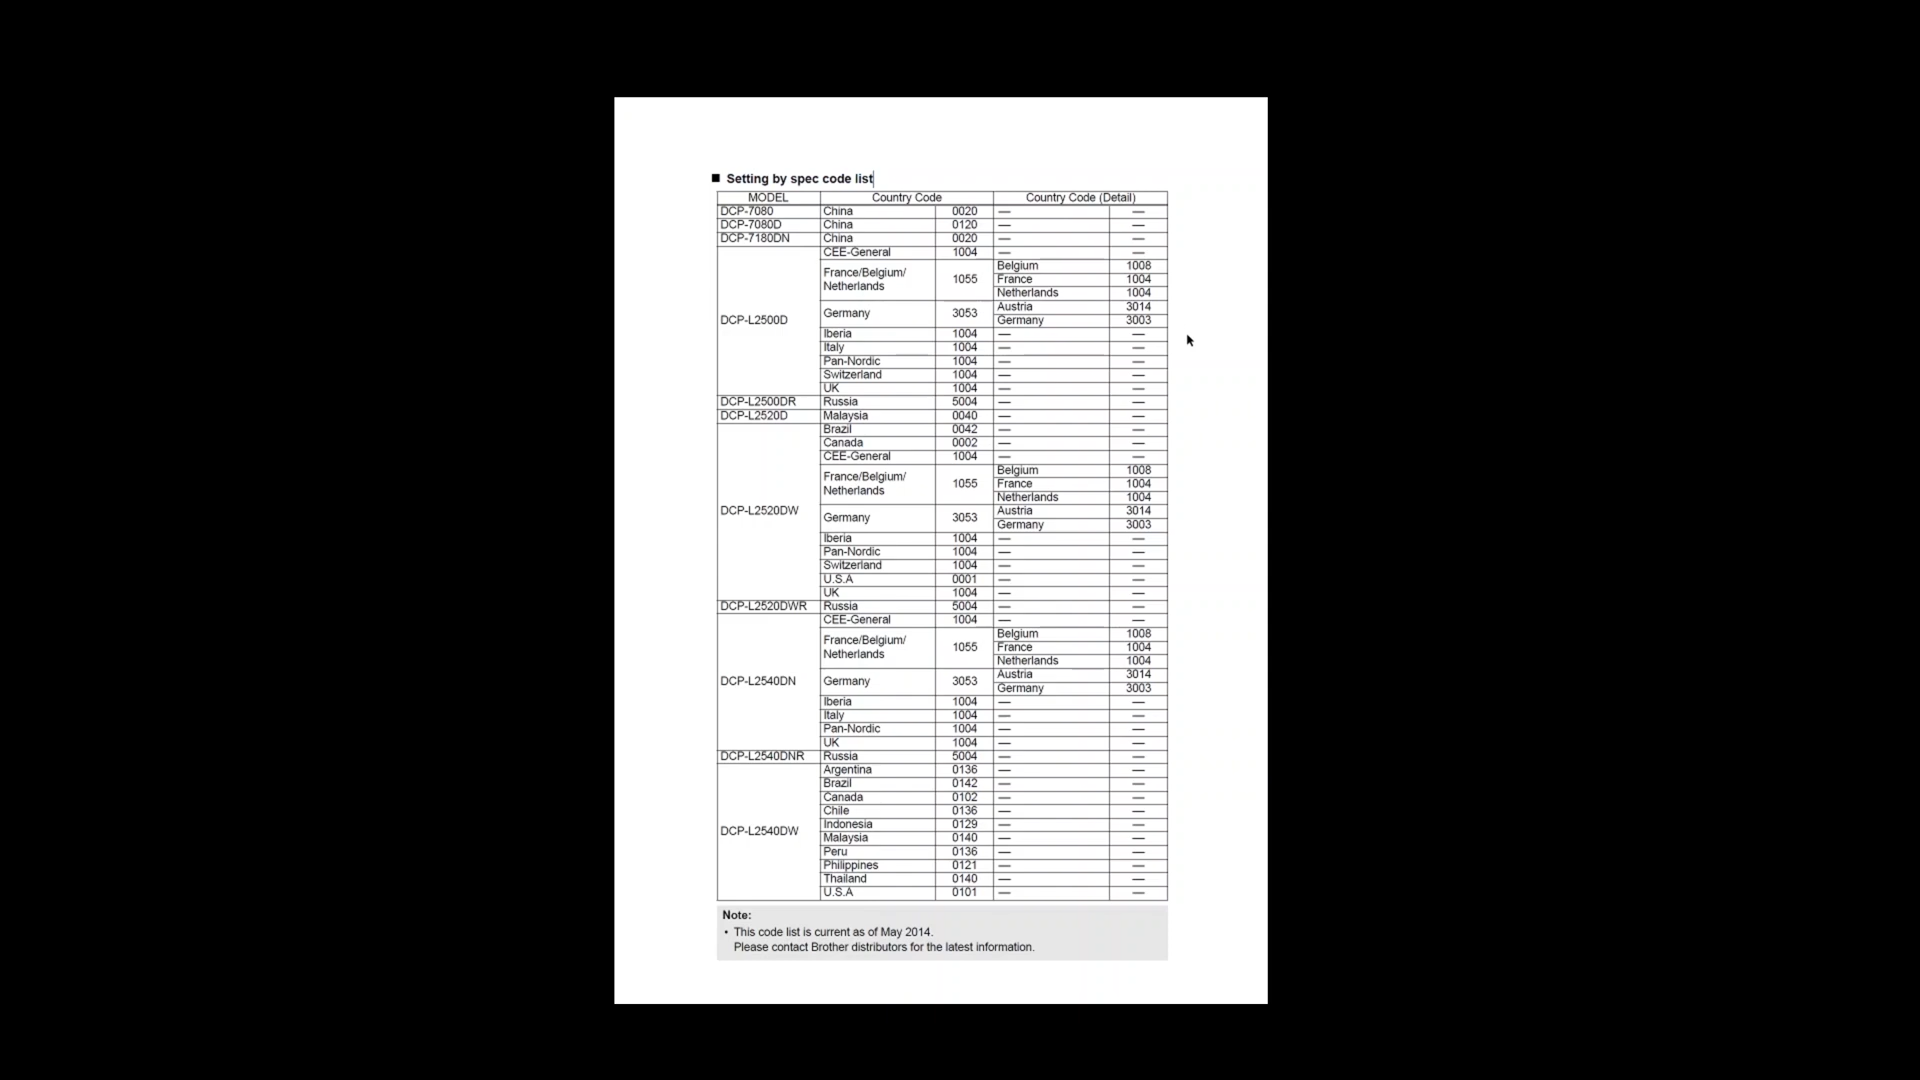 ■ Setting by spec code list
MODEL Country Code Country Code (Detail)
DCP-7080 China 0020 — —
DCP-7080D China 0120 — —
DCP-7180DN China 0020 — —
DCP-L2500D CEE-General 1004 — —
France/Belgium/
Netherlands 1055 Belgium 1008
France 1004
Netherlands 1004
Germany 3053 Austria 3014
Germany 3003
Iberia 1004 — —
Italy 1004 — —
Pan-Nordic 1004 — —
Switzerland 1004 — —
UK 1004 — —
DCP-L2500DR Russia 5004 — —
DCP-L2520D Malaysia 0040 — —
DCP-L2520DW Brazil 0042 — —
Canada 0002 — —
CEE-General 1004 — —
France/Belgium/
Netherlands 1055 Belgium 1008
France 1004
Netherlands 1004
Germany 3053 Austria 3014
Germany 3003
Iberia 1004 — —
Pan-Nordic 1004 — —
Switzerland 1004 — —
U.S.A 0001 — —
UK 1004 — —
DCP-L2520DWR Russia 5004 — —
DCP-L2540DN CEE-General 1004 — —
France/Belgium/
Netherlands 1055 Belgium 1008
France 1004
Netherlands 1004
Germany 3053 Austria 3014
Germany 3003
Iberia 1004 — —
Italy 1004 — —
Pan-Nordic 1004 — —
UK 1004 — —
DCP-L2540DNR Russia 5004 — —
DCP-L2540DW Argentina 0136 — —
Brazil 0142 — —
Canada 0102 — —
Chile 0136 — —
Indonesia 0129 — —
Malaysia 0140 — —
Peru 0136 — —
Philippines 0121 — —
Thailand 0140 — —
U.S.A 0101 — —
Note:
• This code list is current as of May 2014.
Please contact Brother distributors for the latest information.